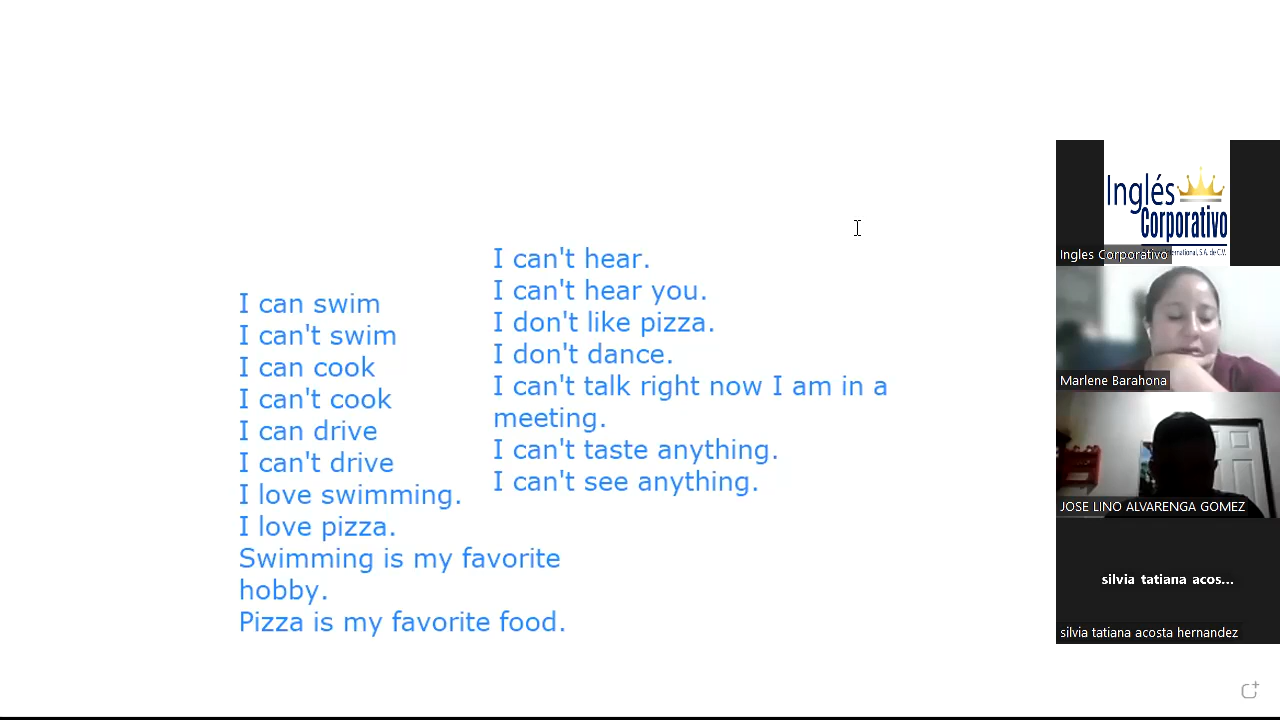 I can swim
I can't swim
I can cook
I can't cook
I can drive
I can't drive
I love swimming.
I love pizza.
Swimming is my favorite
hobby.
Pizza is my favorite food.
I can't hear.
I can't hear you.
I don't like pizza.
I don't dance.
I can't talk right now I am in a
meeting.
I can't taste anything.
I can't see anything.
Inglés
Corporativo
International, S.A. de C.V.
Ingles Corporativo
Marlene Barahona
JOSE LINO ALVARENGA GOMEZ
silvia tatiana acos...
silvia tatiana acosta hernandez